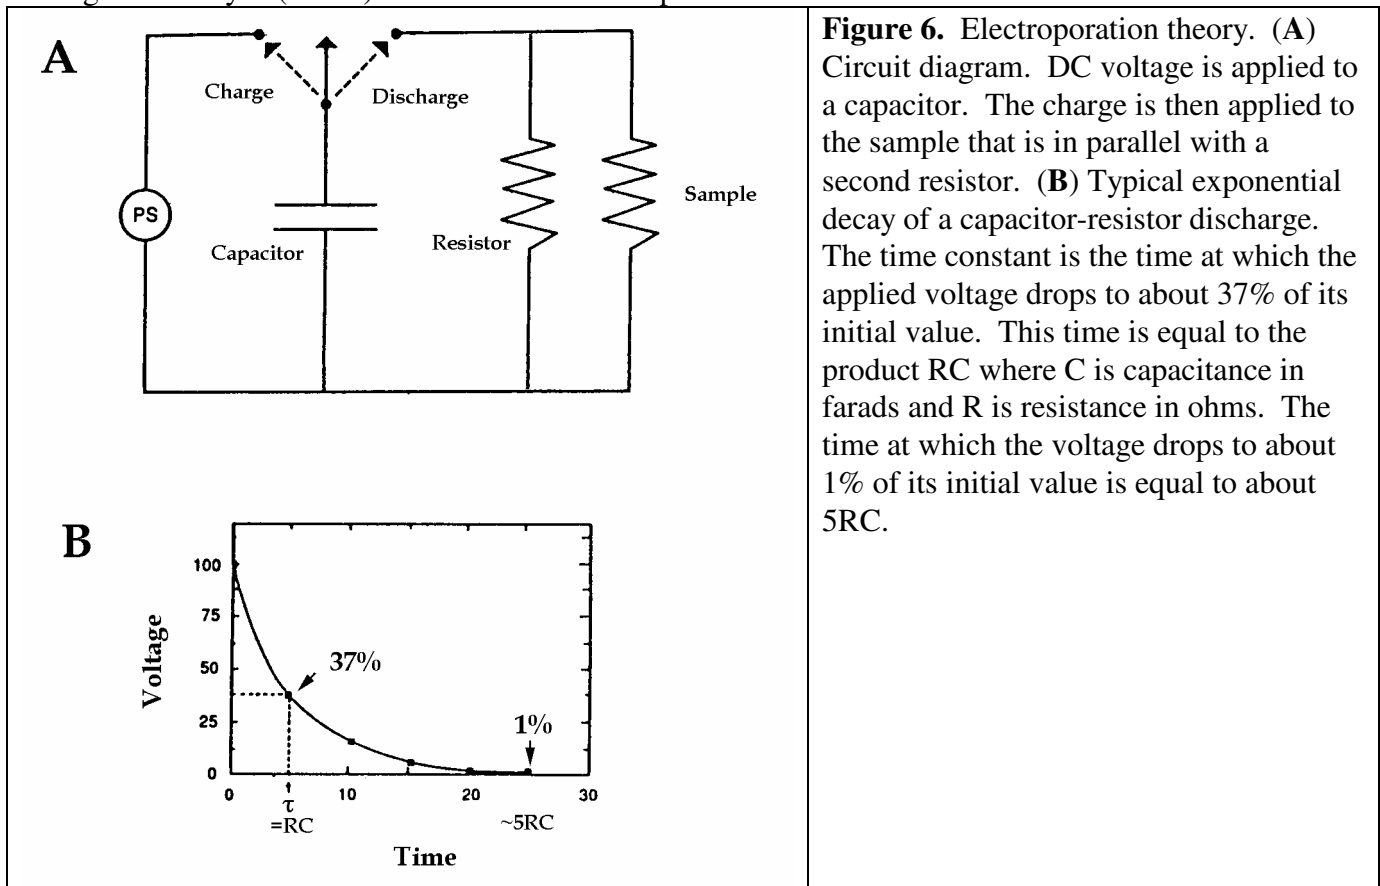 A
Charge
Discharge
PS
Capacitor
Resistor
Sample
B
Voltage
100
75
50
25
0
37%
1%
0
10
20
30
τ
=RC
~5RC
Time
Figure 6. Electroporation theory. (A)
Circuit diagram. DC voltage is applied to
a capacitor. The charge is then applied to
the sample that is in parallel with a
second resistor. (B) Typical exponential
decay of a capacitor-resistor discharge.
The time constant is the time at which the
applied voltage drops to about 37% of its
initial value. This time is equal to the
product RC where C is capacitance in
farads and R is resistance in ohms. The
time at which the voltage drops to about
1% of its initial value is equal to about
5RC.